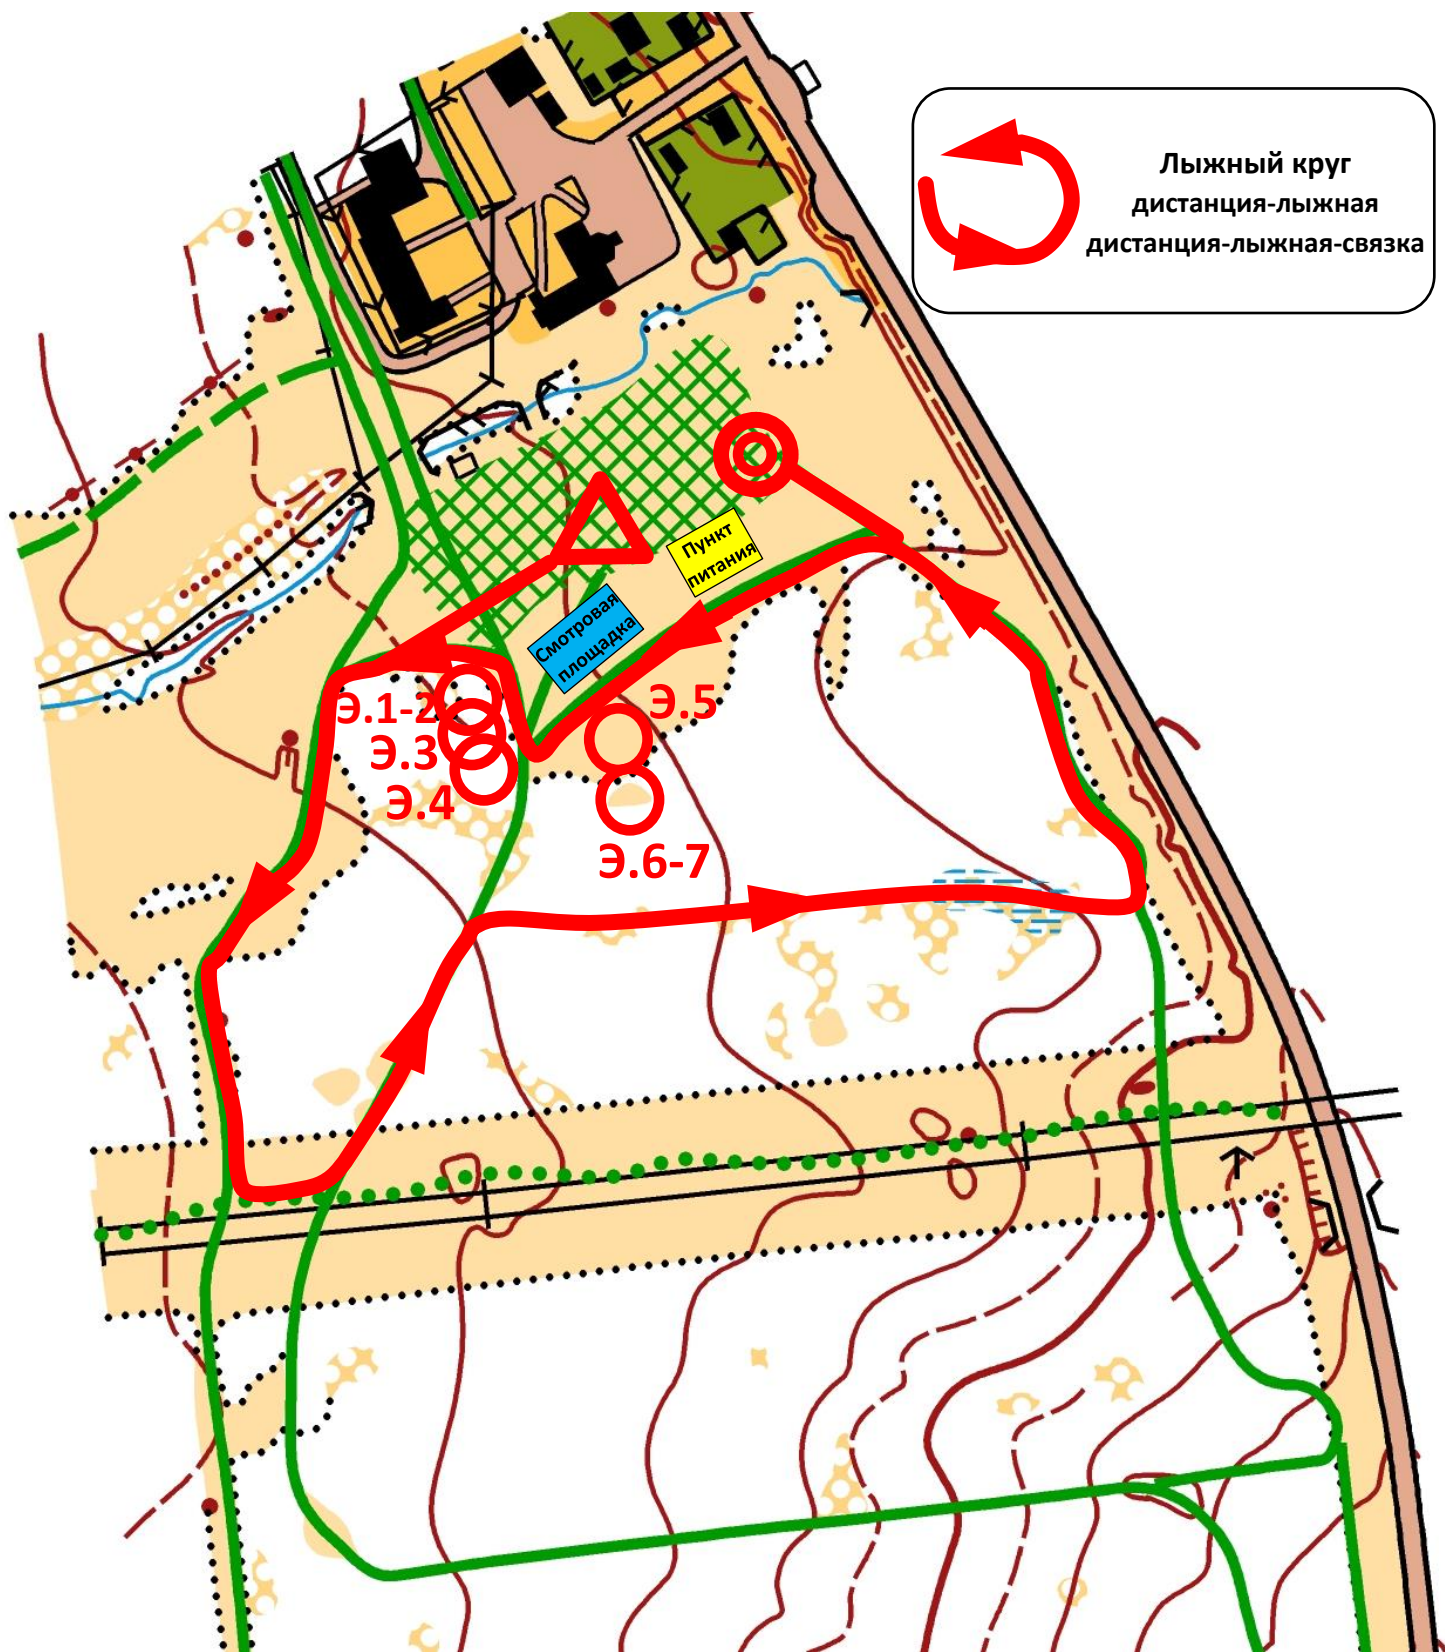 Лыжный круг
дистанция-лыжная
дистанция-лыжная-связка
Пункт
питания
Смотровая
площадка
Э.1-2
Э.3
Э.4
Э.5
Э.6-7